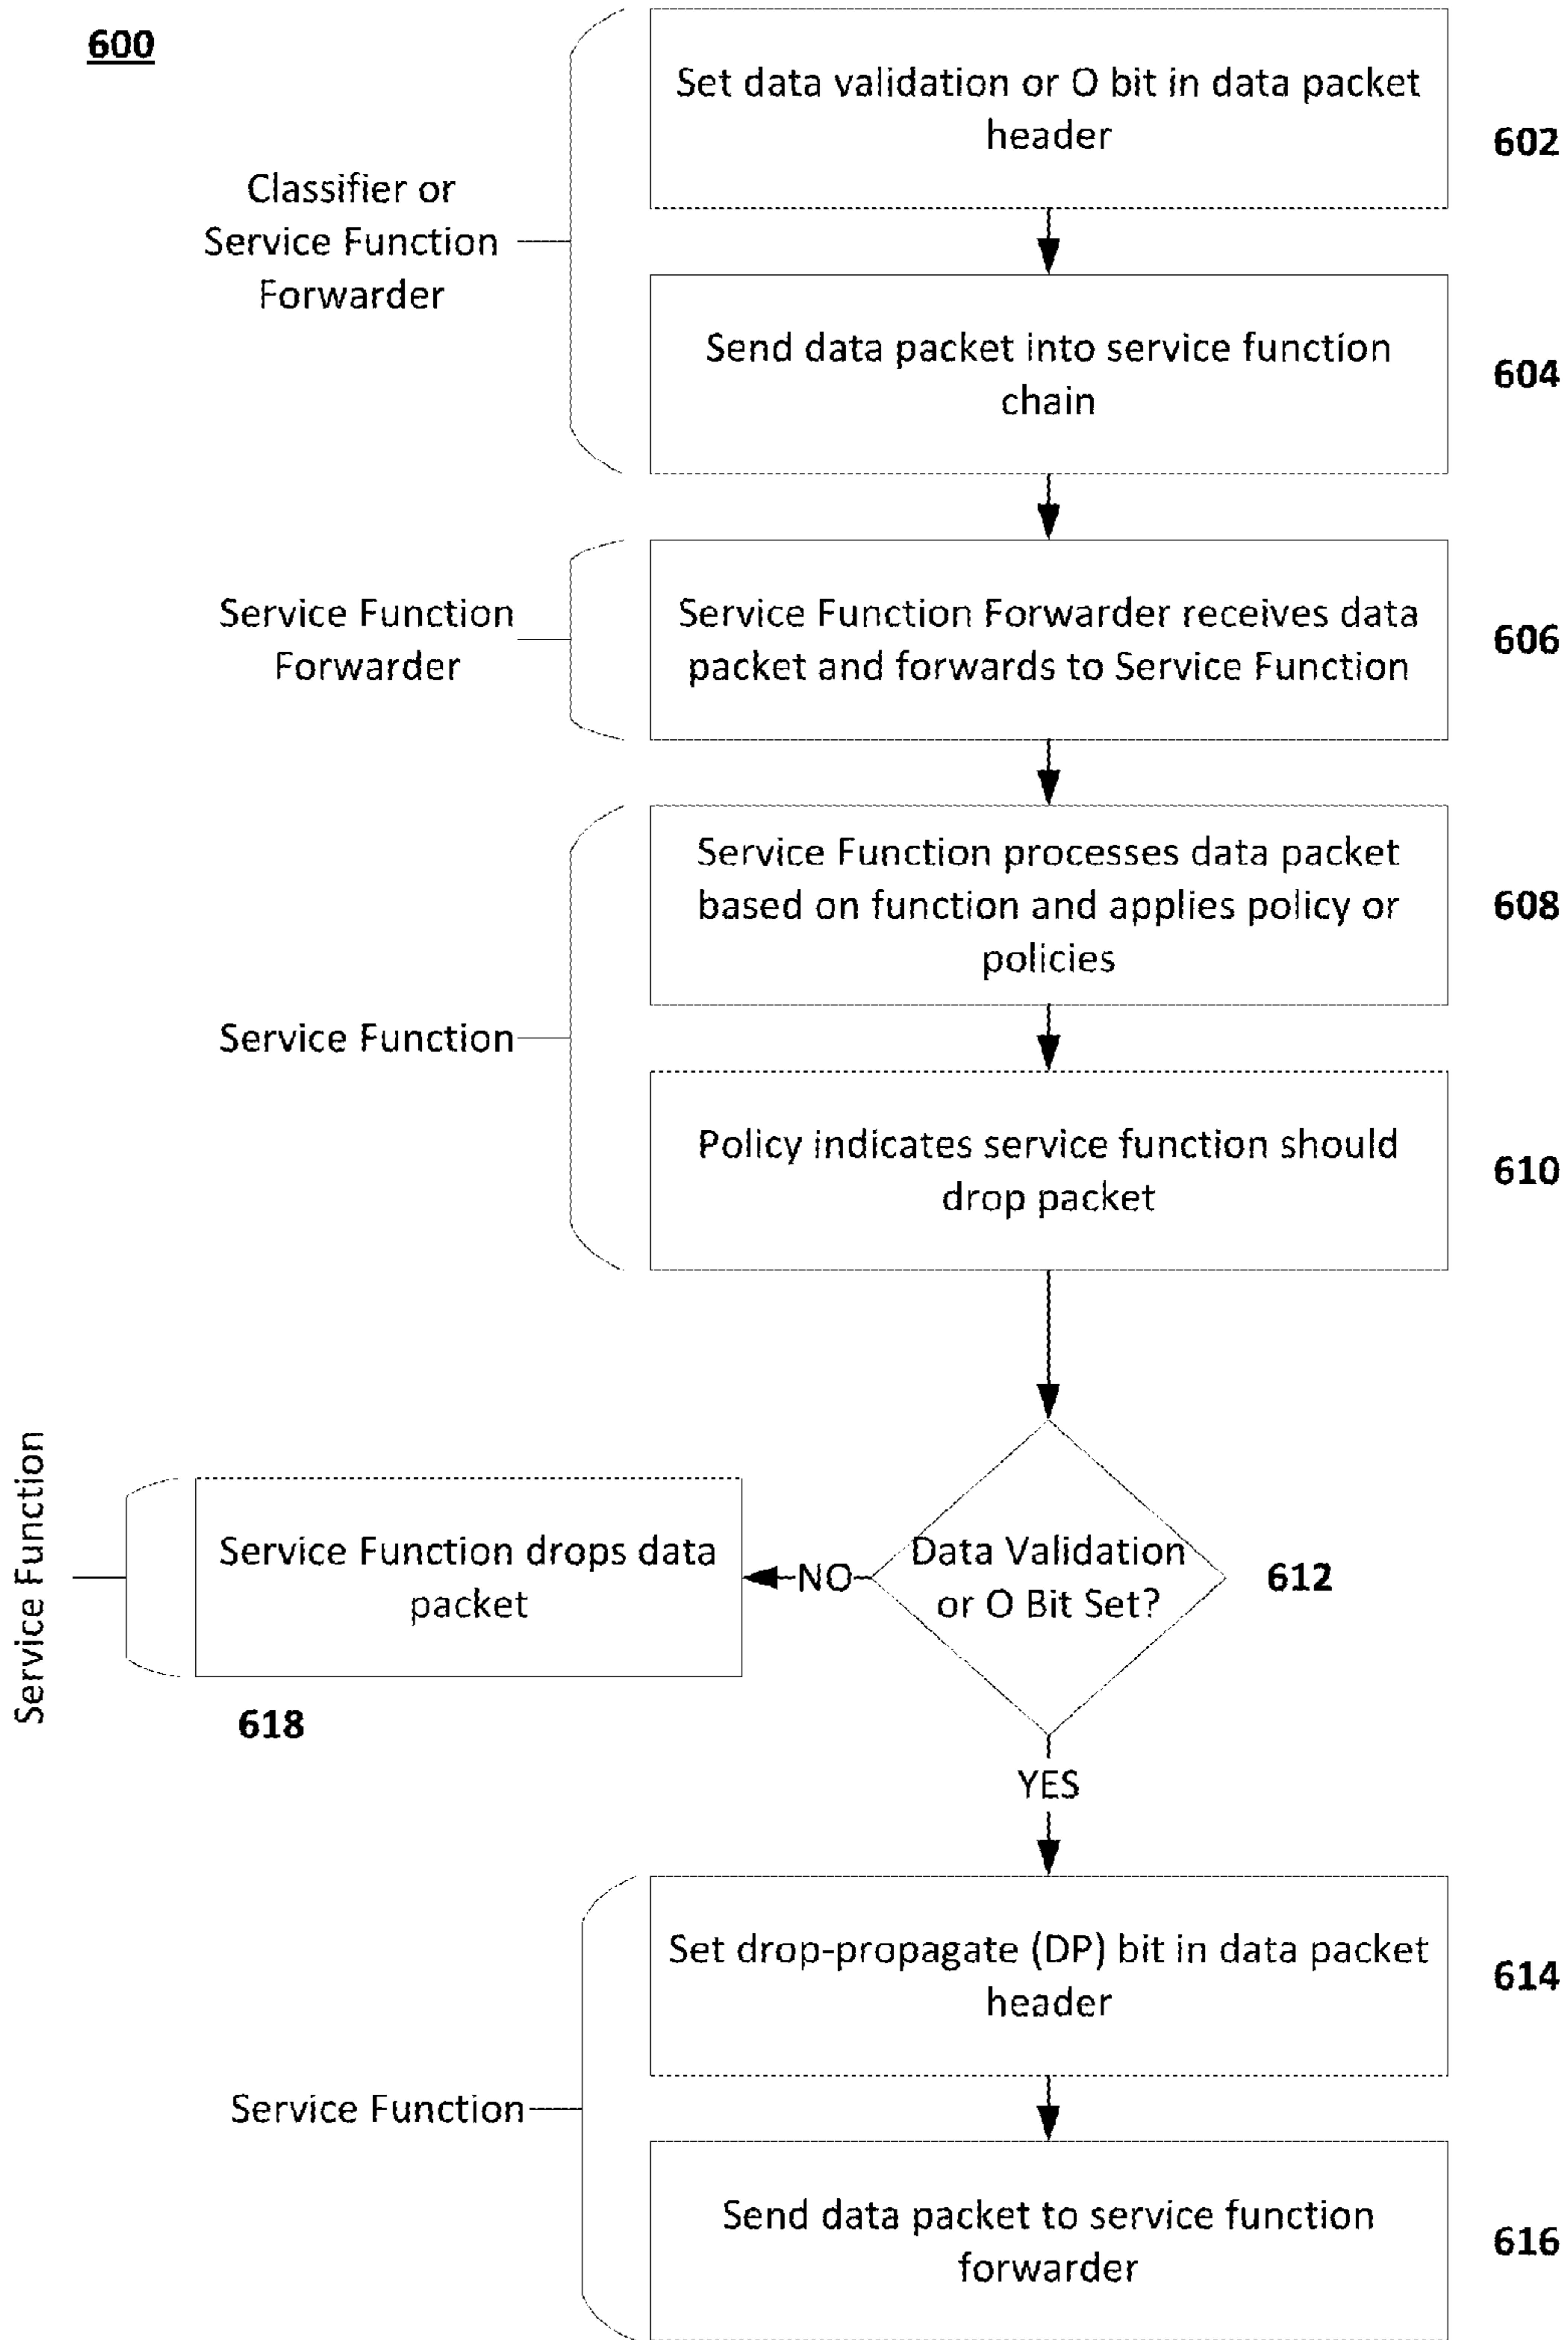 600
Set data validation or O bit in data packet
header
602
Classifier or
Service Function
Forwarder
Send data packet into service function
chain
604
Service Function
Forwarder
Service Function Forwarder receives data
packet and forwards to Service Function
606
Service Function processes data packet
based on function and applies policy or
policies
608
Service Function
Policy indicates service function should
drop packet
610
Service Function
Service Function drops data
packet
618
NO
Data Validation
or O Bit Set?
612
YES
Set drop-propagate (DP) bit in data packet
header
614
Service Function
Send data packet to service function
forwarder
616